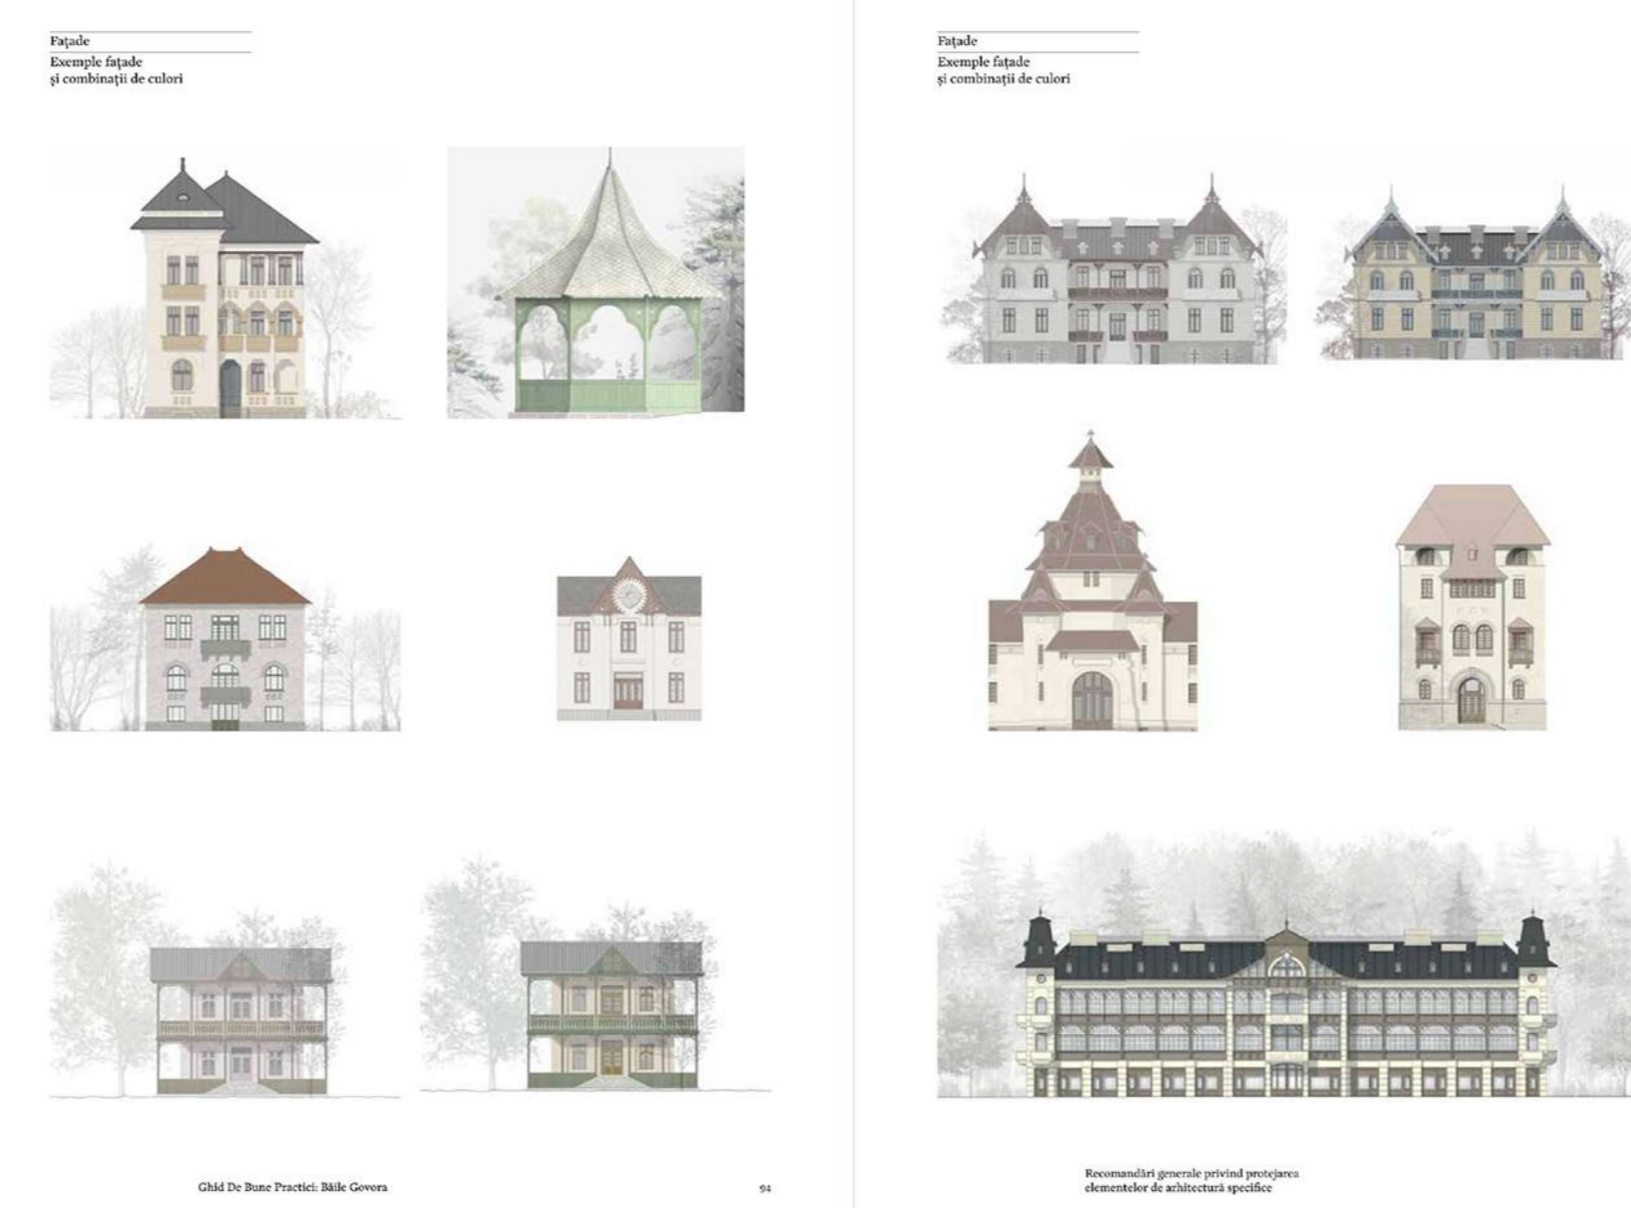 Fațade
Exemple fațade
și combinații de culori
Ghid De Bune Practici: Băile Govora
94
Fațade
Exemple fațade
și combinații de culori
Recomandări generale privind protejarea
elementelor de arhitectură specifice